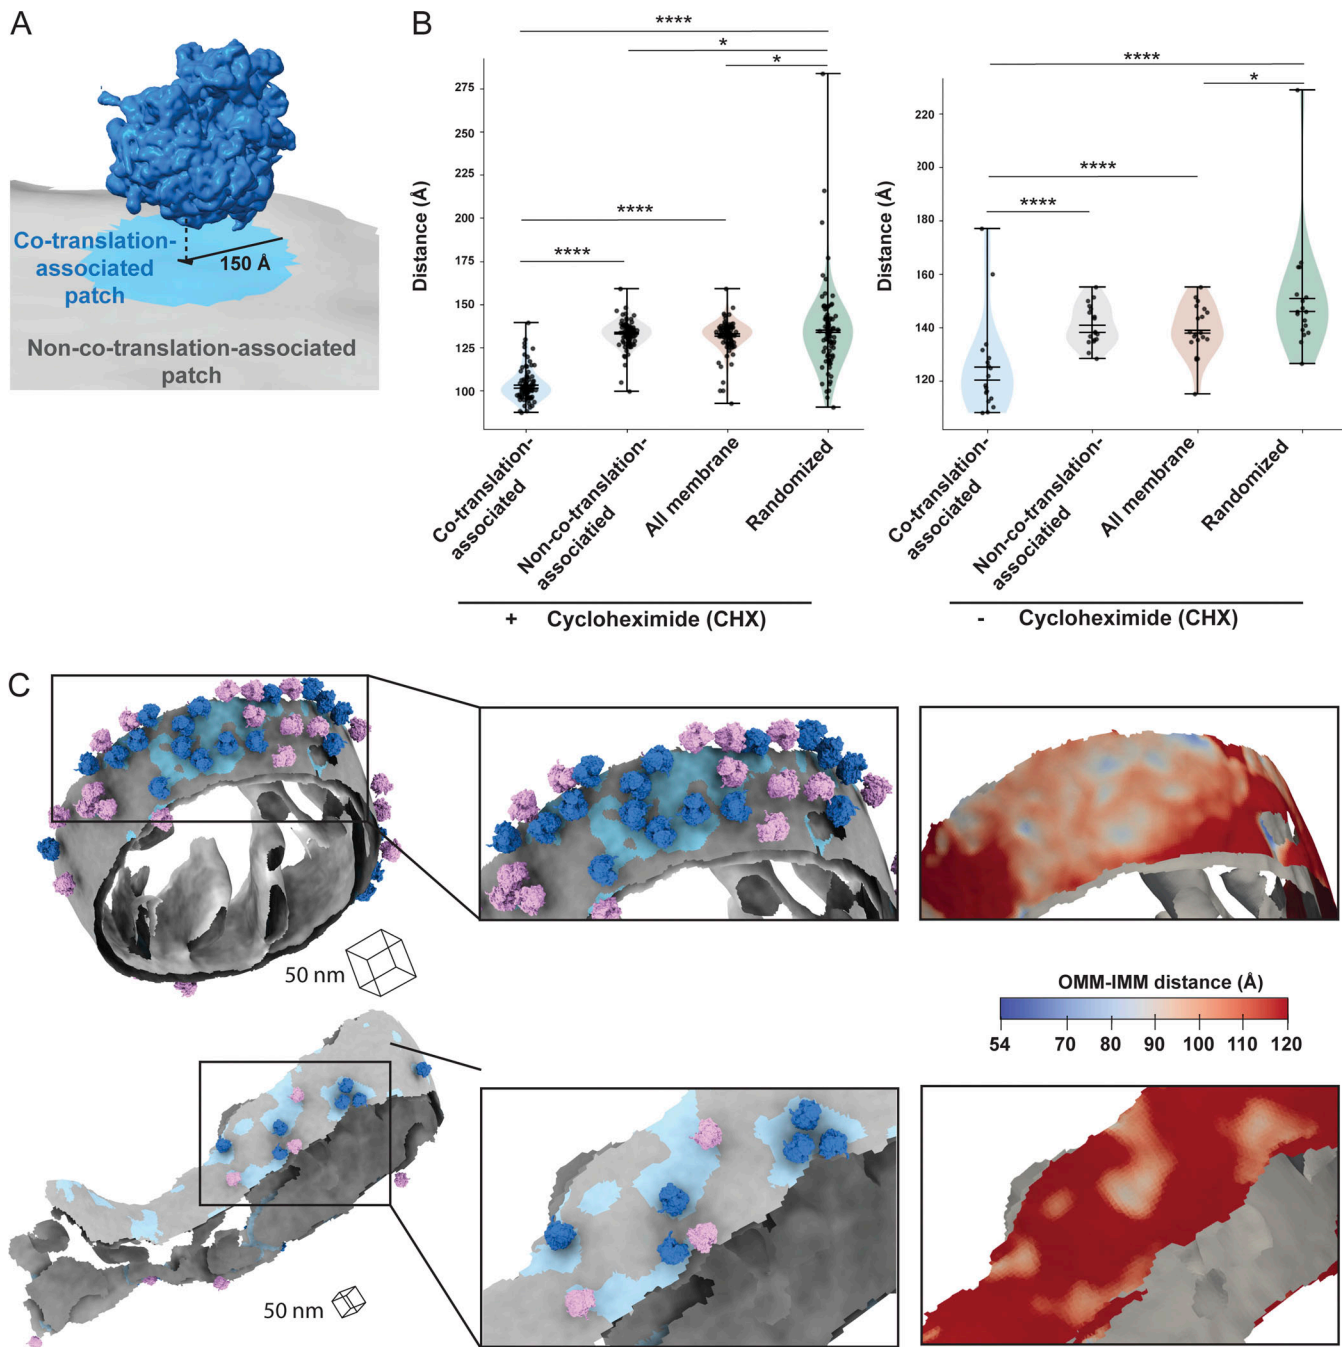 A
Co-translation-
associated
patch
150 Å
Non-co-translation-associated
patch
B
****
*
*
****
****
Distance (Å)
275
250
225
200
175
150
125
100
Co-translation-
associated
Non-co-translation-
associatied
All membrane
Randomized
+ Cycloheximide (CHX)
****
*
****
****
Distance (Å)
220
200
180
160
140
120
Co-translation-
associated
Non-co-translation-
associated
All membrane
Randomized
- Cycloheximide (CHX)
C
50 nm
OMM-IMM distance (Å)
54 70 80 90 100 110 120
50 nm